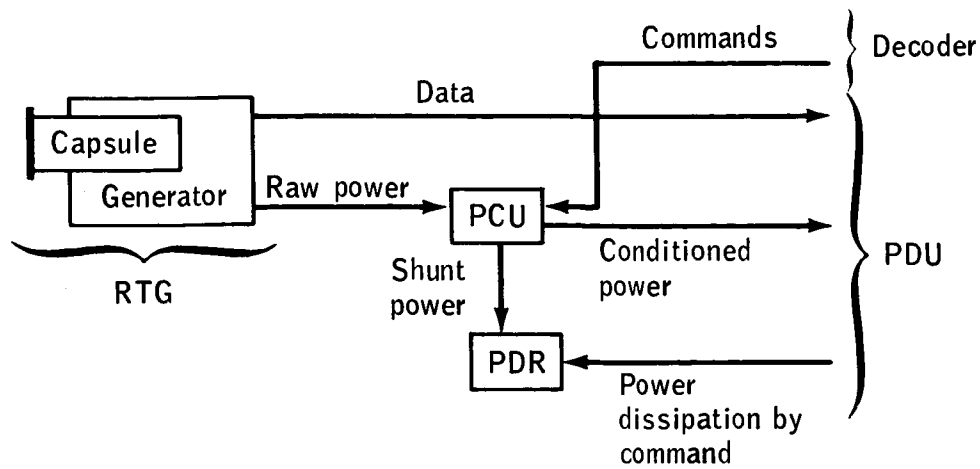 Commands
Decoder
Data
Capsule
Generator
Raw power
PCU
Conditioned
power
PDU
RTG
Shunt
power
PDR
Power
dissipation by
command